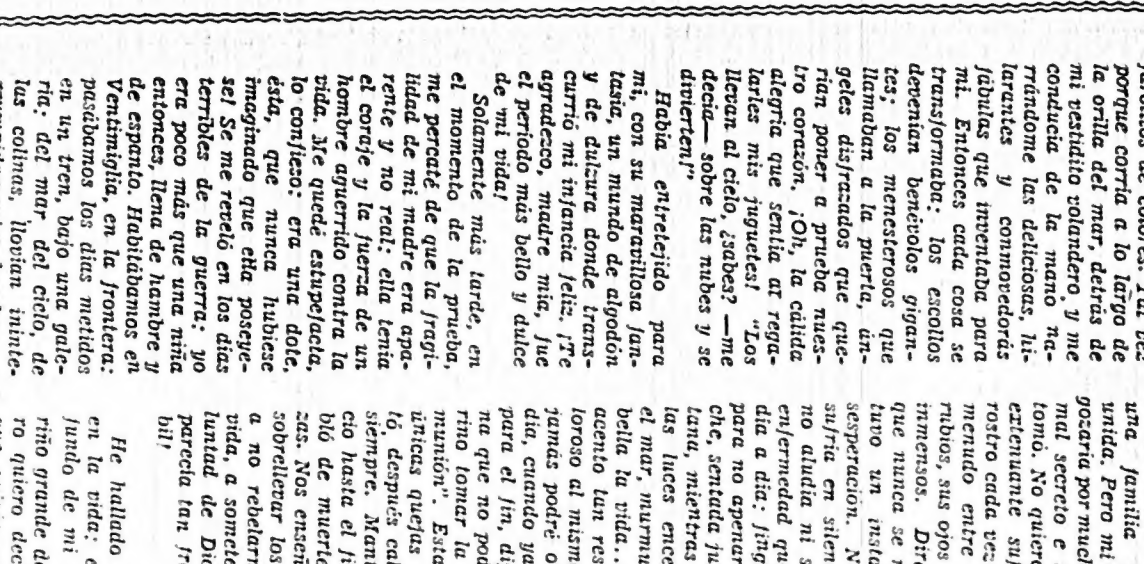 porque corría a lo largo de
la orilla del mar, detrás de
mi vestidito volandero y me
conducía de la mano na-
rrándome las deliciosas, hi-
larantes y conmovedoras
fábulas que inventaba para
mí. Entonces cada cosa se
transformaba: los escollos
devenían benévolos gigan-
tes; los menesterosos que
llamaban a la puerta, án-
geles disfrazados que que-
rían poner a prueba nues-
tro corazón. ¡Oh, la cálida
alegría que sentía al rega-
larles mis juguetes! "Los
llevan al cielo, ¿sabes? —me
decía— sobre las nubes y se
divierten!"
Había entretejido para
mí, con su maravillosa fan-
tasía, un mundo de algodón
y de dulzura donde trans-
currió mi infancia feliz. ¡Te
agradezco, madre mía, fue
el período más bello y dulce
de mi vida!
Solamente más tarde, en
el momento de la prueba,
me percaté de que la fragi-
lidad de mi madre era apa-
rente y no real: ella tenía
el coraje y la fuerza de un
hombre aguerrido contra la
vida. Me quedé estupefacta,
lo confieso: era una dote,
ésta, que nunca hubiese
imaginado que ella poseye-
se! Se me reveló en los días
terribles de la guerra; yo
era poco más que una niña
entonces, llena de hambre y
de espanto. Habitábamos en
Ventimiglia, en la frontera:
pasábamos los días metidos
en un tren, bajo una gale-
ría; del mar del cielo, de
las colinas llovían ininte-
una familia
unida. Pero mi
gozaría por much
mal secreto e
tomó. No quiere
extenuante suf
rostro cada vez
menudo entre
rubios, sus ojos
inmensos. Dire
que nunca se r
tuvo un insta
sesperación. N
sufría en silen
no aludía ni s
enfermedad qu
día a día; fing
para no apenar
che, sentada ju
tana, mientras
las luces ence
el mar murmu
bella la vida..
acento tan res
loroso al mism
jamás podré o
día, cuando ya
para el fin, di
na que no pod
rino tomar la
munión". Esta
únicas quejas
tó, después cal
siempre. Man
cio hasta el fi
bló de muerte
zas. Nos enseñ
sobrellevar los
a no rebelarn
vida, a somete
luntad de Dio
parecía tan fr
bil!
He hallado
en la vida: e
fundo de mi
riño grande de
ro quiero deci